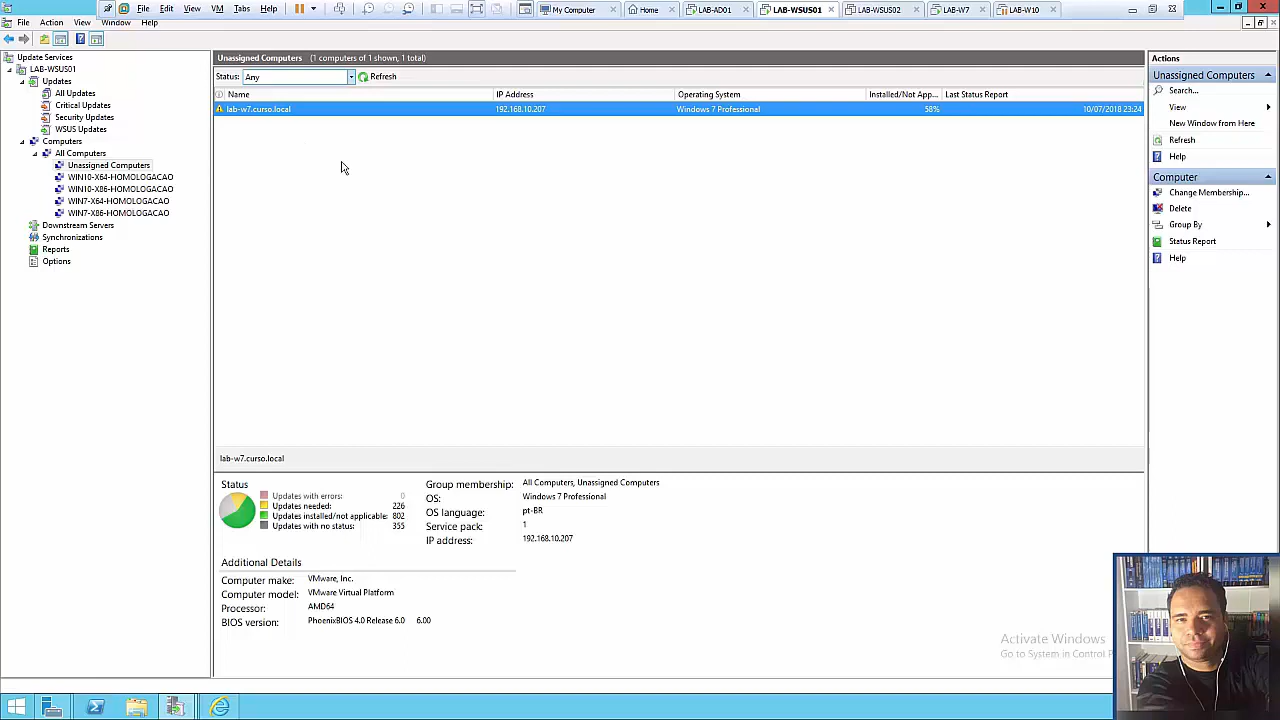 File Edit View VM Tabs Help My Computer Home LAB-AD01 LAB-WSUS01 LAB-WSUS02 LAB-W7 LAB-W10
File Action View Window Help
Update Services
LAB-WSUS01
Updates
All Updates
Critical Updates
Security Updates
WSUS Updates
Computers
All Computers
Unassigned Computers
WIN10-X64-HOMOLOGACAO
WIN10-X86-HOMOLOGACAO
WIN7-X64-HOMOLOGACAO
WIN7-X86-HOMOLOGACAO
Downstream Servers
Synchronizations
Reports
Options
Unassigned Computers (1 computers of 1 shown, 1 total)
Status: Any Refresh
Name IP Address Operating System Installed/Not App... Last Status Report
lab-w7.curso.local 192.168.10.207 Windows 7 Professional 58% 10/07/2018 23:24
lab-w7.curso.local
Status
Updates with errors: 0
Updates needed: 226
Updates installed/not applicable: 802
Updates with no status: 355
Group membership: All Computers, Unassigned Computers
OS: Windows 7 Professional
OS language: pt-BR
Service pack: 1
IP address: 192.168.10.207
Additional Details
Computer make: VMware, Inc.
Computer model: VMware Virtual Platform
Processor: AMD64
BIOS version: PhoenixBIOS 4.0 Release 6.0 6.00
Actions
Unassigned Computers
Search...
View
New Window from Here
Refresh
Help
Computer
Change Membership...
Delete
Group By
Status Report
Help
Activate Windows
Go to System in Control P